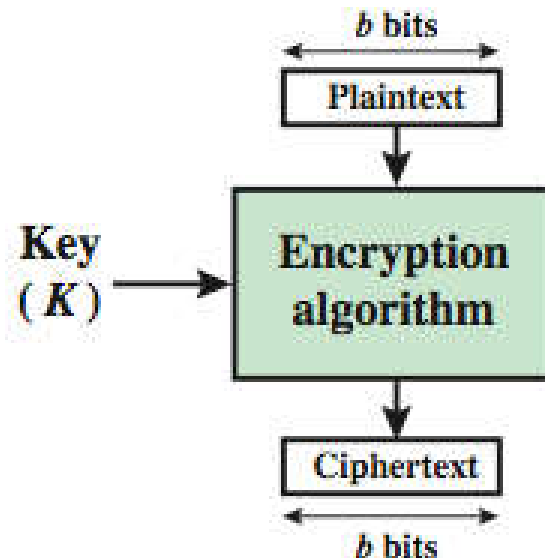 b bits
Plaintext
Key
(K)
Encryption
algorithm
Ciphertext
b bits